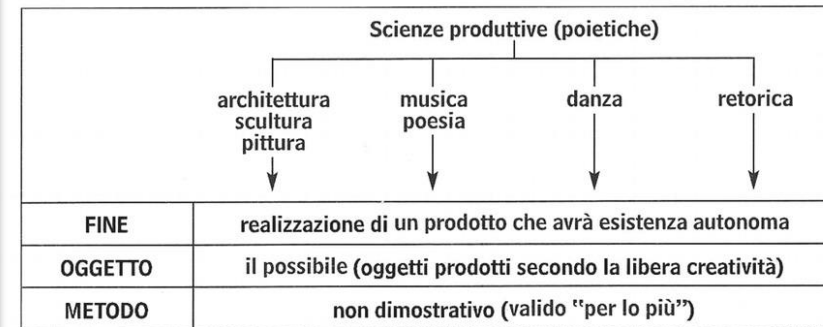 Scienze produttive (poietiche)
architettura
scultura
pittura
musica
poesia
danza
retorica
FINE
realizzazione di un prodotto che avrà esistenza autonoma
OGGETTO
il possibile (oggetti prodotti secondo la libera creatività)
METODO
non dimostrativo (valido “per lo più”)